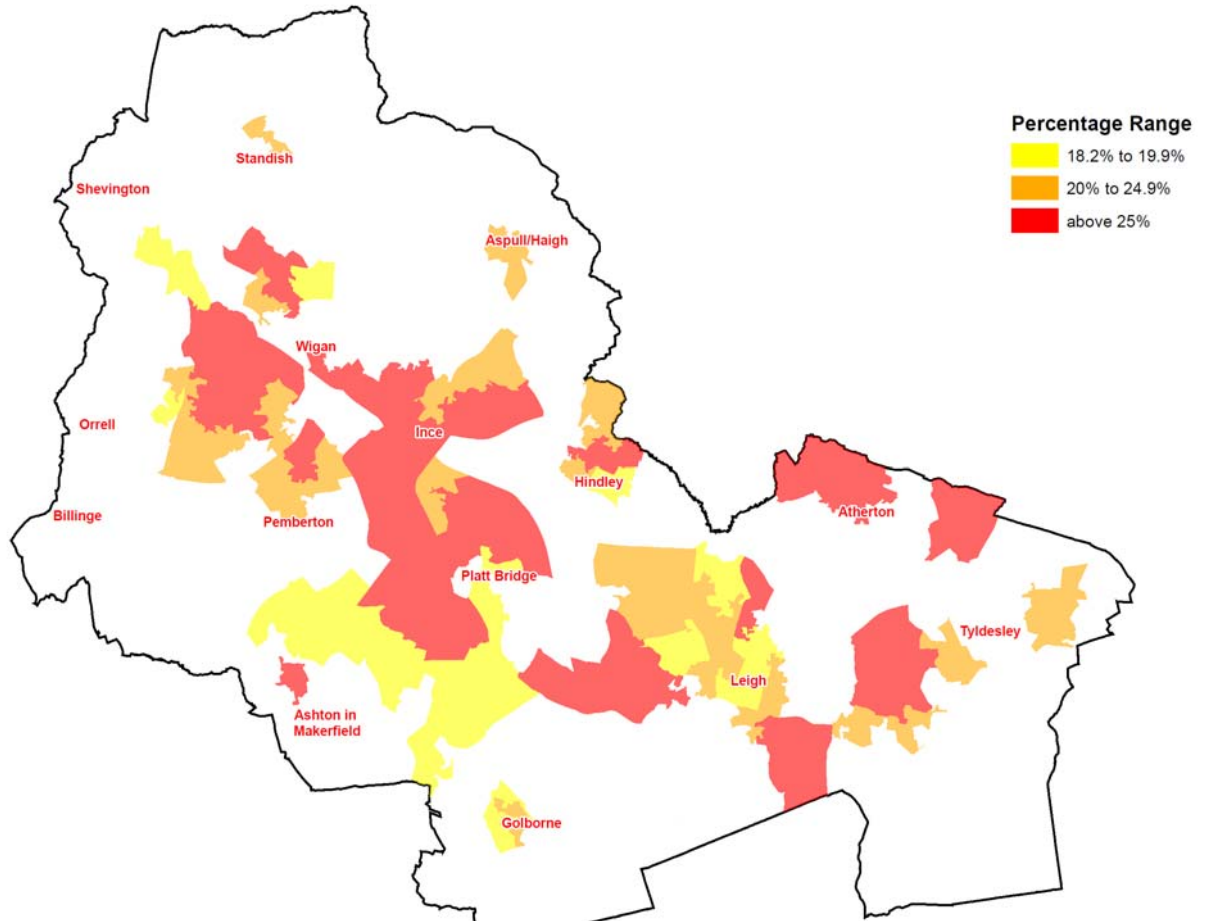 Percentage Range
18.2% to 19.9%
20% to 24.9%
above 25%
Standish
Shevington
Aspull/Haigh
Wigan
Orrell
Ince
Hindley
Billinge
Pemberton
Atherton
Platt Bridge
Tyldesley
Leigh
Ashton in
Makerfield
Golborne